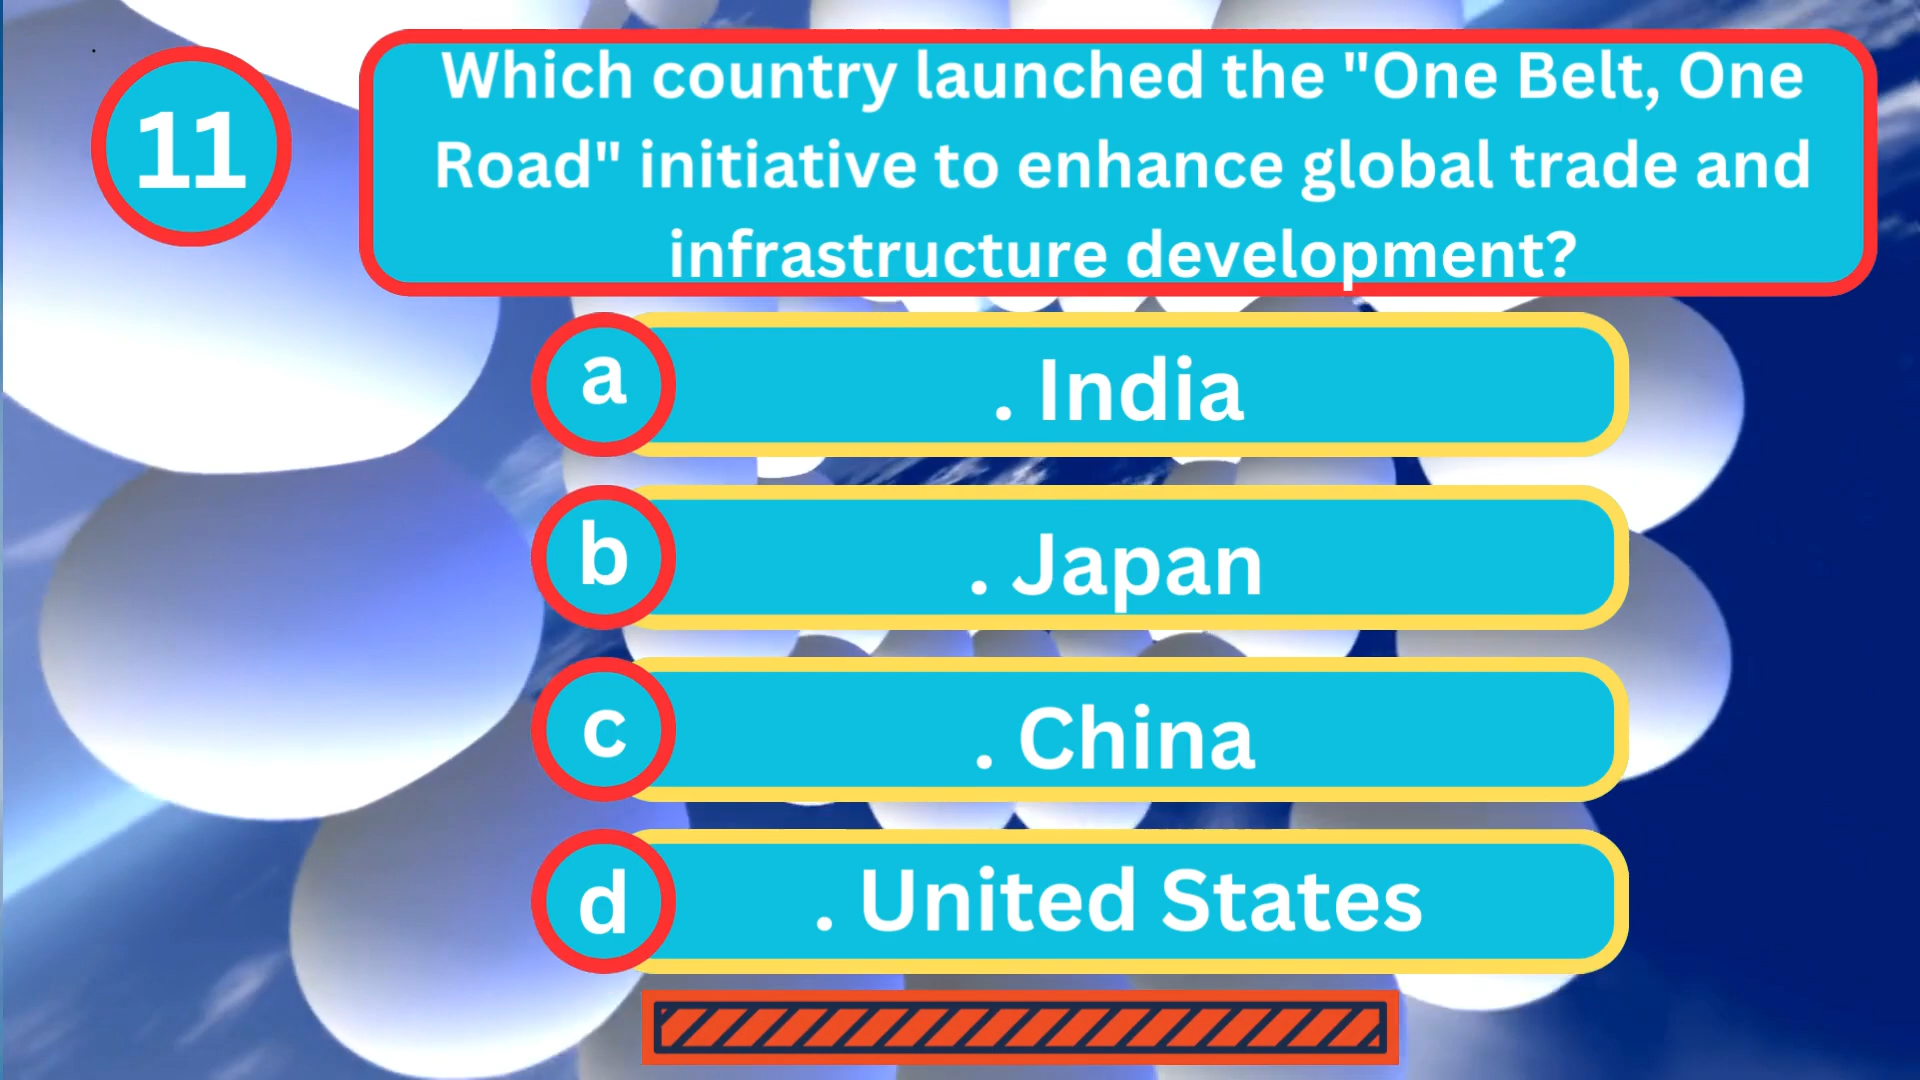 11
Which country launched the "One Belt, One
Road" initiative to enhance global trade and
infrastructure development?
a . India
b . Japan
c . China
d . United States